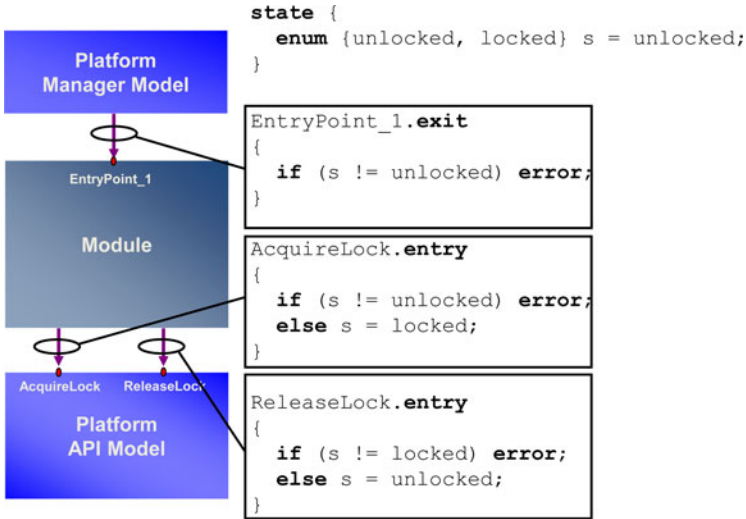 state {
enum {unlocked, locked} s = unlocked;
}
Platform
Manager Model
EntryPoint_1.exit
{
if (s != unlocked) error;
}
EntryPoint_1
Module
AcquireLock.entry
{
if (s != unlocked) error;
else s = locked;
}
AcquireLock ReleaseLock
Platform
API Model
ReleaseLock.entry
{
if (s != locked) error;
else s = unlocked;
}